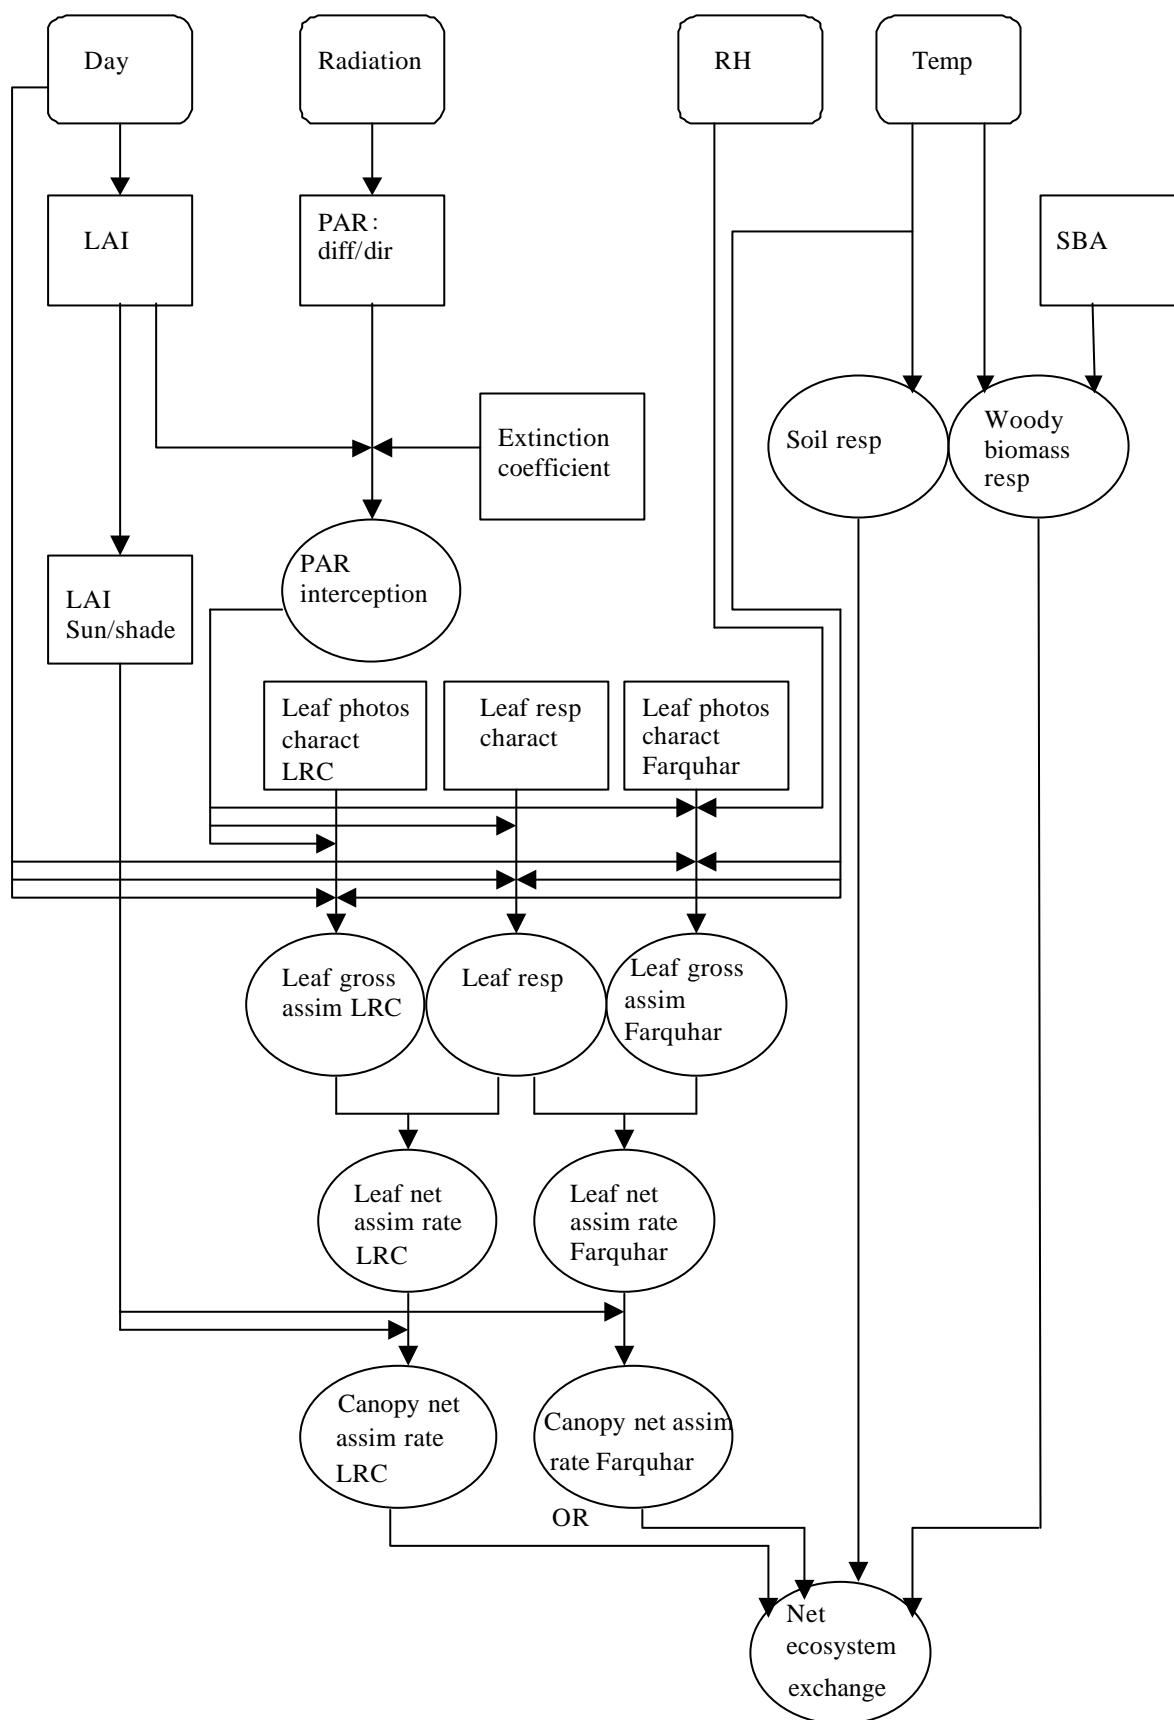 Day
Radiation
RH
Temp
LAI
PAR:
diff/dir
SBA
Extinction
coefficient
Soil resp
Woody
biomass
resp
PAR
interception
LAI
Sun/shade
Leaf photos
charact
LRC
Leaf resp
charact
Leaf photos
charact
Farquhar
Leaf gross
assim LRC
Leaf resp
Leaf gross
assim
Farquhar
Leaf net
assim rate
LRC
Leaf net
assim rate
Farquhar
Canopy net
assim rate
LRC
Canopy net assim
rate Farquhar
OR
Net
ecosystem
exchange